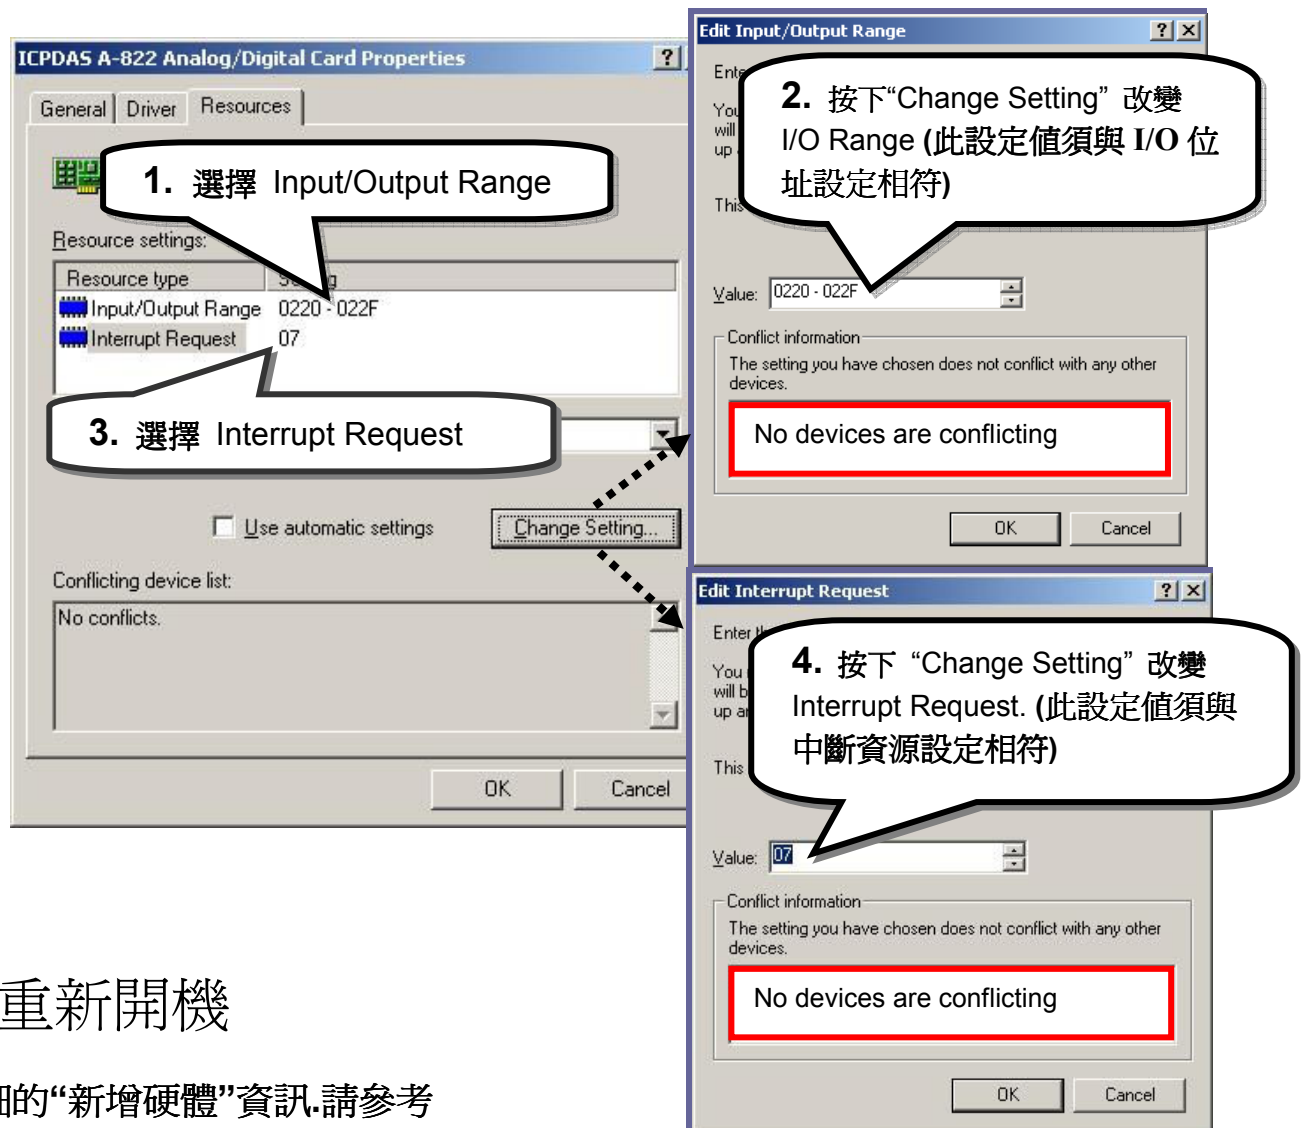 ICPDAS A-822 Analog/Digital Card Properties
General
Driver
Resources
1. 選擇 Input/Output Range
Resource settings:
Resource type
Input/Output Range 0220 - 022F
Interrupt Request 07
3. 選擇 Interrupt Request
Use automatic settings
Change Setting...
Conflicting device list:
No conflicts.
OK
Cancel
Edit Input/Output Range
2. 按下“Change Setting” 改變
I/O Range (此設定值須與 I/O 位
址設定相符)
will
up
This
Value: 0220 - 022F
Conflict information
The setting you have chosen does not conflict with any other
devices.
No devices are conflicting
OK
Cancel
Edit Interrupt Request
Enter
You
4. 按下 “Change Setting” 改變
Interrupt Request. (此設定值須與
中斷資源設定相符)
will
up
This
Value: 07
Conflict information
The setting you have chosen does not conflict with any other
devices.
No devices are conflicting
OK
Cancel
重新開機
的“新增硬體”資訊.請參考